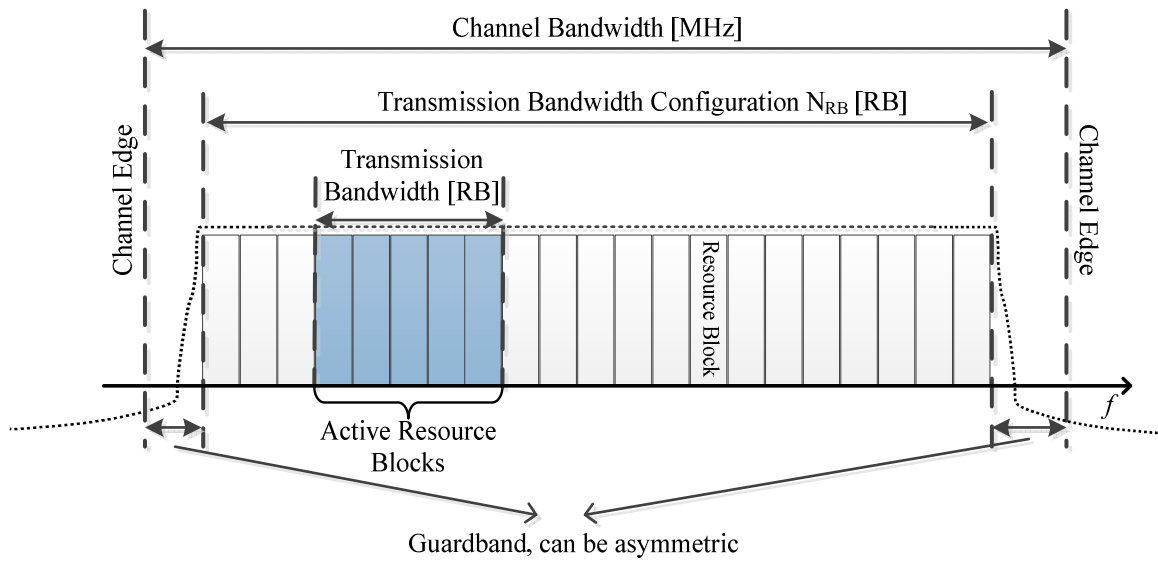 Channel Bandwidth [MHz]
Transmission Bandwidth Configuration N_RB [RB]
Channel Edge
Transmission
Bandwidth [RB]
Channel Edge
Resource Block
f
Active Resource
Blocks
Guardband, can be asymmetric